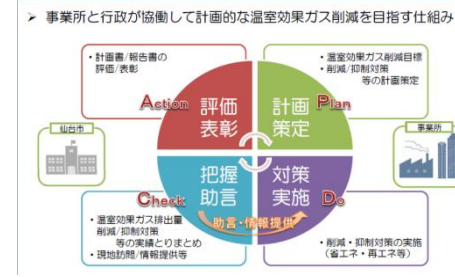 ➢ 事業所と行政が協働して計画的な温室効果ガス削減を目指す仕組み
・計画書/報告書の
評価/表彰
・温室効果ガス削減目標
・削減/抑制対策
等の計画策定
Action
評価
表彰
計画
策定
Plan
仙台市
事業所
把握
助言
対策
実施
Check
Do
助言・情報提供
・温室効果ガス排出量
削減/抑制対策
等の実績とりまとめ
・現地訪問/情報提供等
・削減・抑制対策の実施
(省エネ・再エネ等)